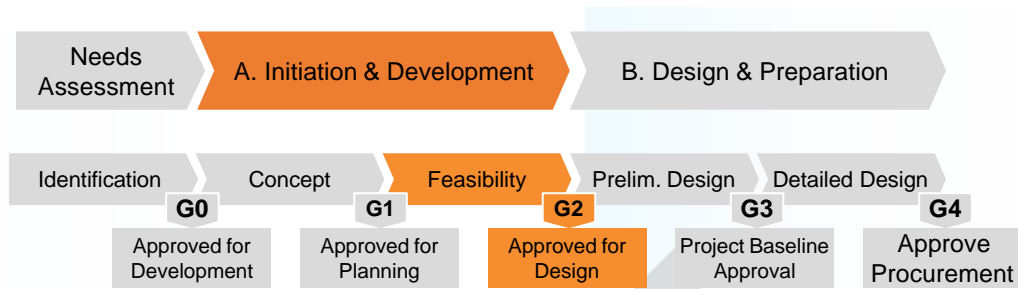 Needs
Assessment
A. Initiation & Development
B. Design & Preparation
Identification
Concept
Feasibility
Prelim. Design
Detailed Design
G0
G1
G2
G3
G4
Approved for
Development
Approved for
Planning
Approved for
Design
Project Baseline
Approval
Approve
Procurement